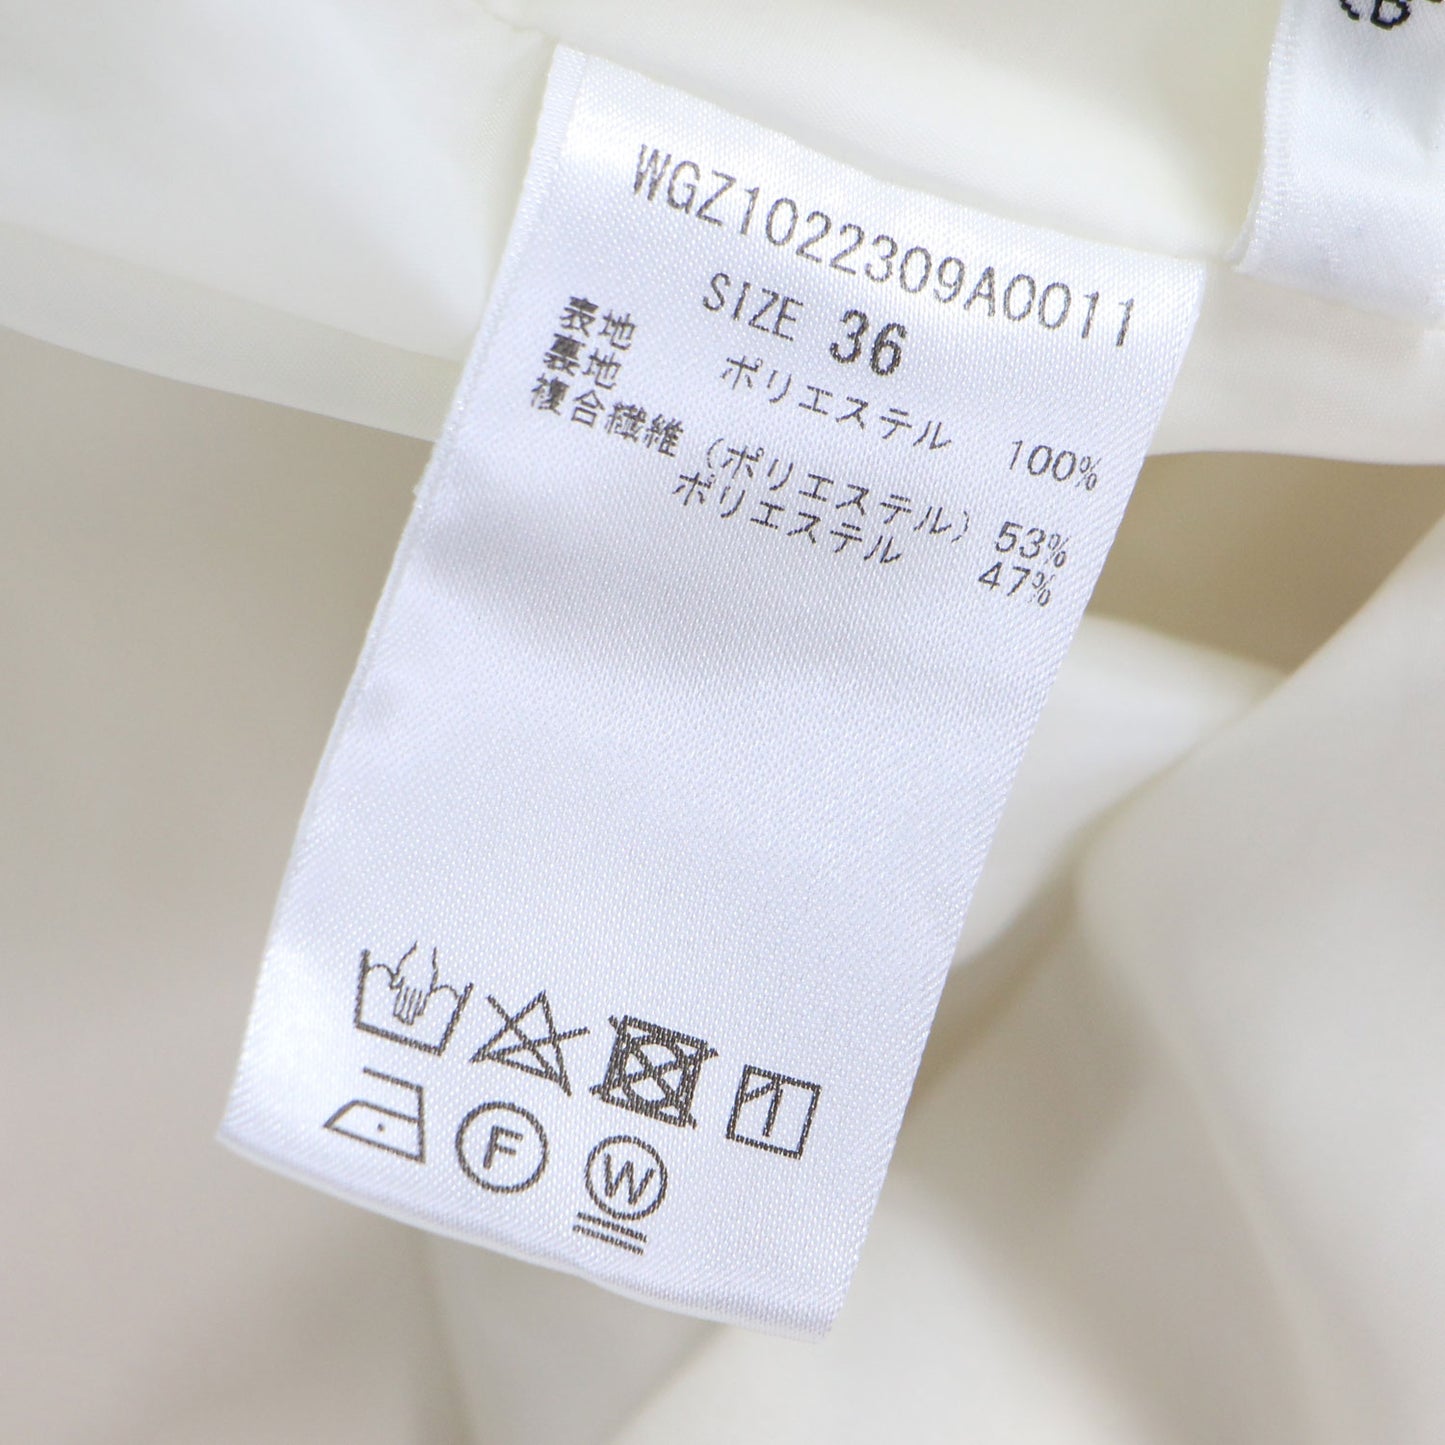 WGZ1022309A0011
SIZE 36
表地 ポリエステル 100%
裏地
複合繊維(ポリエステル) 53%
ポリエステル 47%
F
W